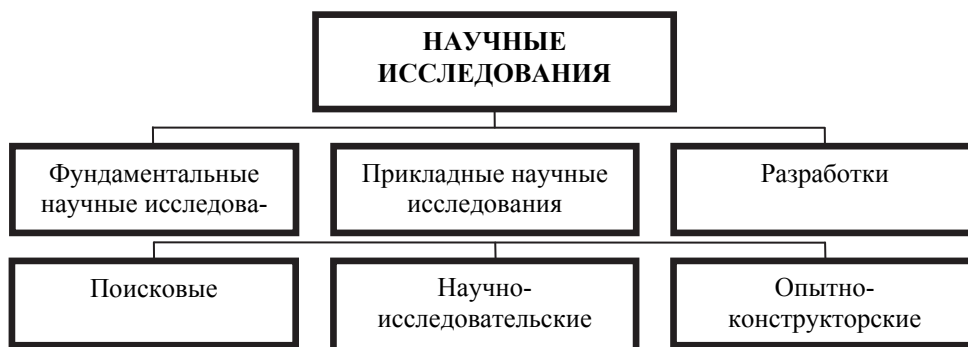 НАУЧНЫЕ
ИССЛЕДОВАНИЯ
Фундаментальные
научные исследова-
Прикладные научные
исследования
Разработки
Поисковые
Научно-
исследовательские
Опытно-
конструкторские